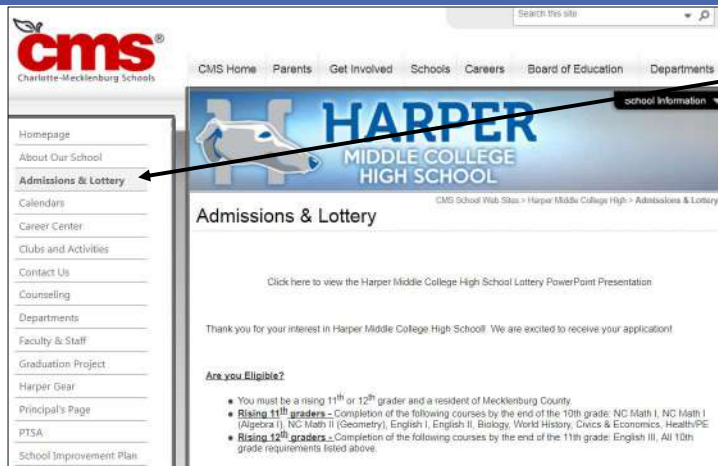 Search this site
cms®
Charlotte-Mecklenburg Schools
CMS Home Parents Get Involved Schools Careers Board of Education Departments
School Information
HARPER
MIDDLE COLLEGE
HIGH SCHOOL
Homepage
About Our School
Admissions & Lottery
Calendars
Career Center
Clubs and Activities
Contact Us
Counseling
Departments
Faculty & Staff
Graduation Project
Harper Gear
Principal's Page
PTSA
School Improvement Plan
CMS School Web Sites > Harper Middle College High > Admissions & Lottery
Admissions & Lottery
Click here to view the Harper Middle College High School Lottery PowerPoint Presentation
Thank you for your interest in Harper Middle College High School! We are excited to receive your application!
Are you Eligible?
You must be a rising 11th or 12th grader and a resident of Mecklenburg County.
Rising 11th graders - Completion of the following courses by the end of the 10th grade: NC Math I, NC Math I
(Algebra I), NC Math II (Geometry), English I, English II, Biology, World History, Civics & Economics, Health/PE
Rising 12th graders - Completion of the following courses by the end of the 11th grade: English III, All 10th
grade requirements listed above.